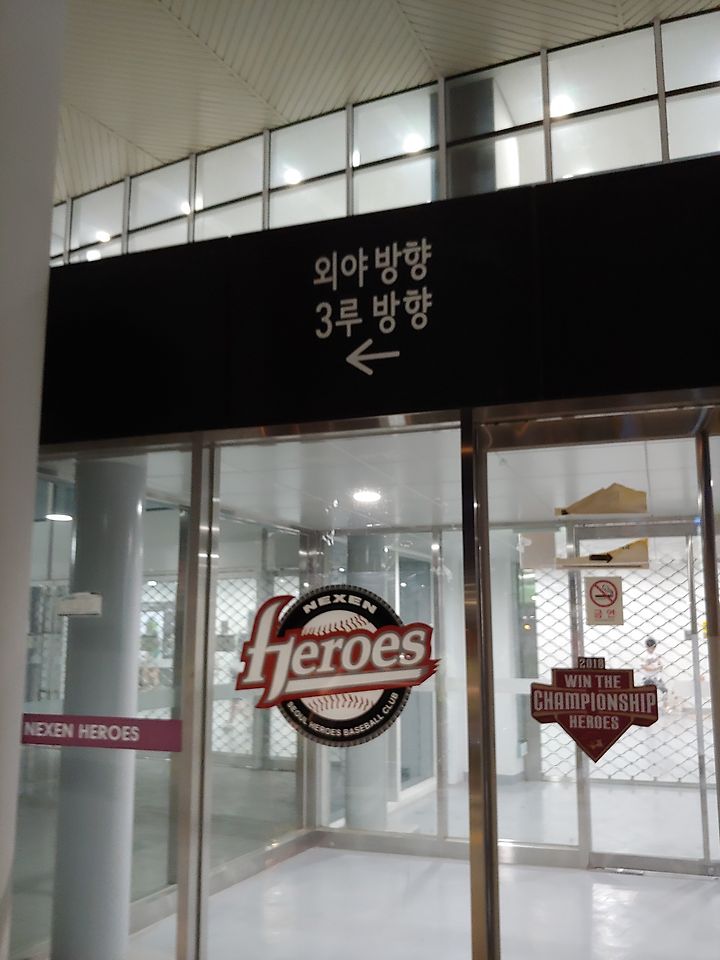 외야 방향
3루 방향
←
NEXEN
Heroes
SEOUL HEROES BASEBALL CLUB
2018
WIN THE
CHAMPIONSHIP
HEROES
금연
NEXEN HEROES